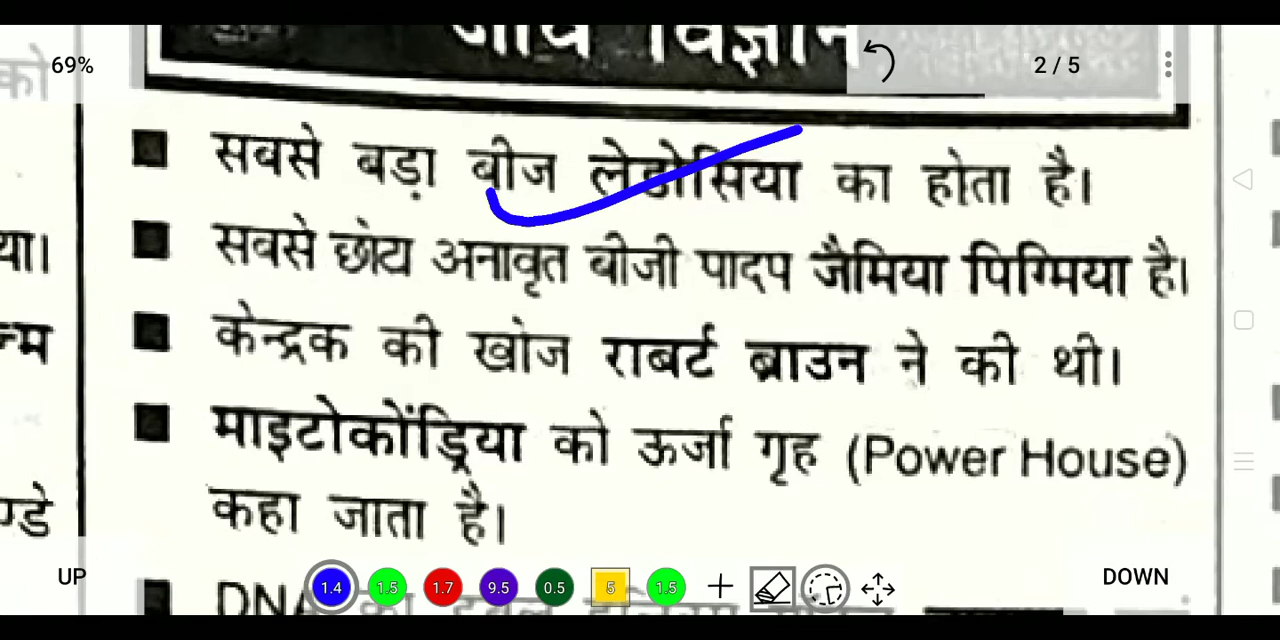 जीव विज्ञान
69%
2 / 5
को
सबसे बड़ा बीज लेडोसिया का होता है।
सबसे छोटा अनावृत बीजी पादप जैमिया पिग्मिया है।
था।
केन्द्रक की खोज राबर्ट ब्राउन ने की थी।
न्म
माइटोकोंड्रिया को ऊर्जा गृह (Power House)
कहा जाता है।
ण्डे
UP
1.4 1.5 1.7 9.5 0.5 5 1.5
DOWN
DNA